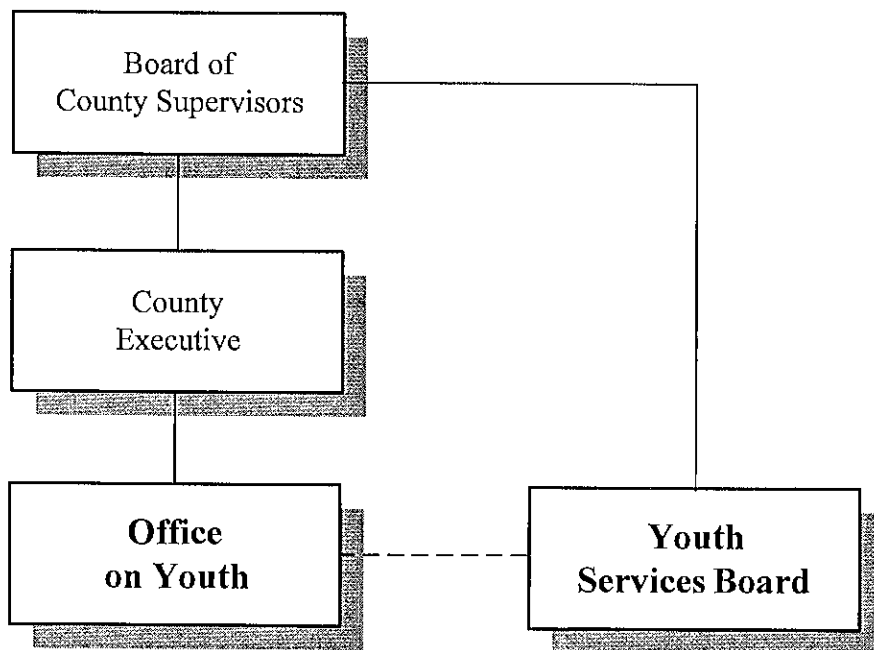 Board of
County Supervisors
County
Executive
Office
on Youth
Youth
Services Board